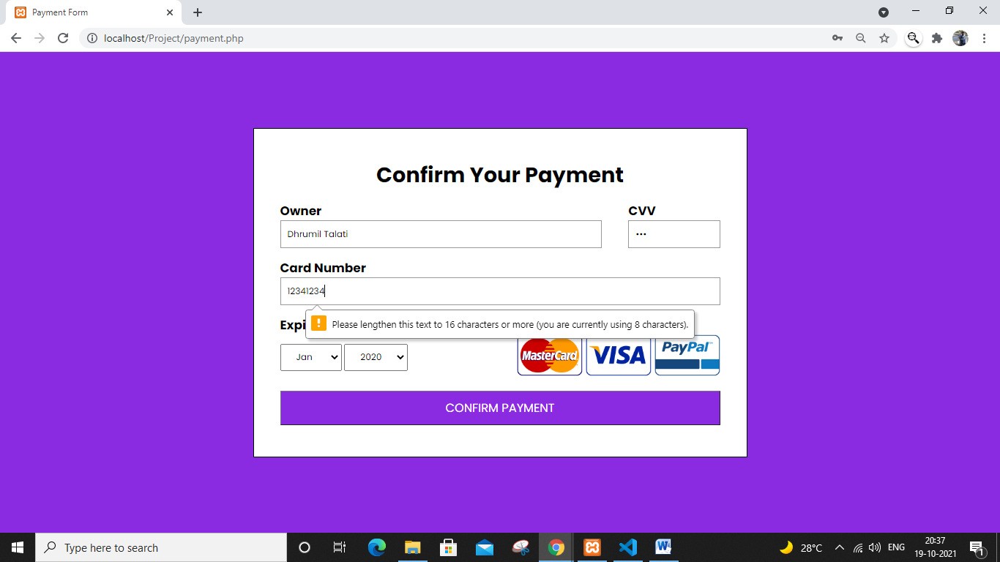 Payment Form
localhost/Project/payment.php
Confirm Your Payment
Owner
CVV
Dhrumil Talati
•••
Card Number
12341234
Expi
Please lengthen this text to 16 characters or more (you are currently using 8 characters).
Jan
2020
MasterCard
VISA
PayPal
CONFIRM PAYMENT
Type here to search
28°C
ENG
20:37
19-10-2021
1